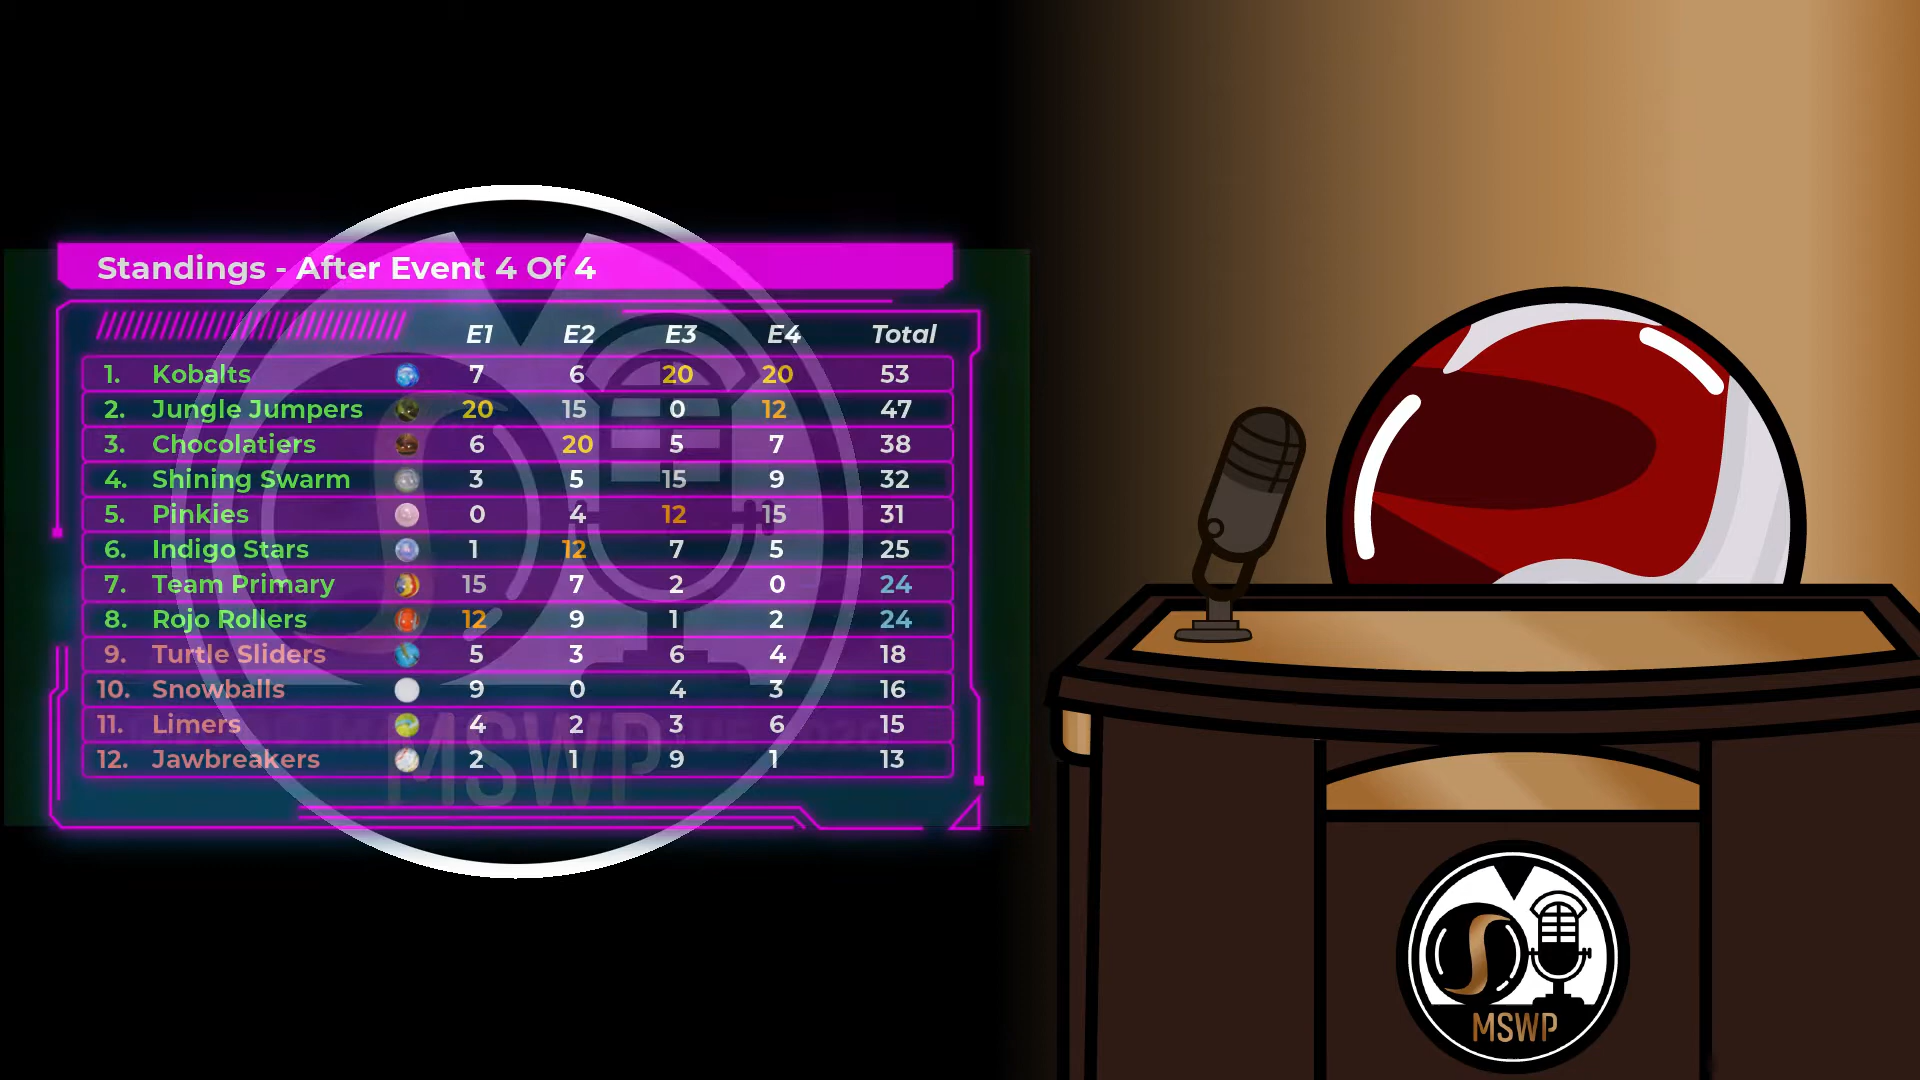 Standings - After Event 4 Of 4
E1 E2 E3 E4 Total
1. Kobalts 7 6 20 20 53
2. Jungle Jumpers 20 15 0 12 47
3. Chocolatiers 6 20 5 7 38
4. Shining Swarm 3 5 15 9 32
5. Pinkies 0 4 12 15 31
6. Indigo Stars 1 12 7 5 25
7. Team Primary 15 7 2 0 24
8. Rojo Rollers 12 9 1 2 24
9. Turtle Sliders 5 3 6 4 18
10. Snowballs 9 0 4 3 16
11. Limers 4 2 3 6 15
12. Jawbreakers 2 1 9 1 13
MSWP
MSWP